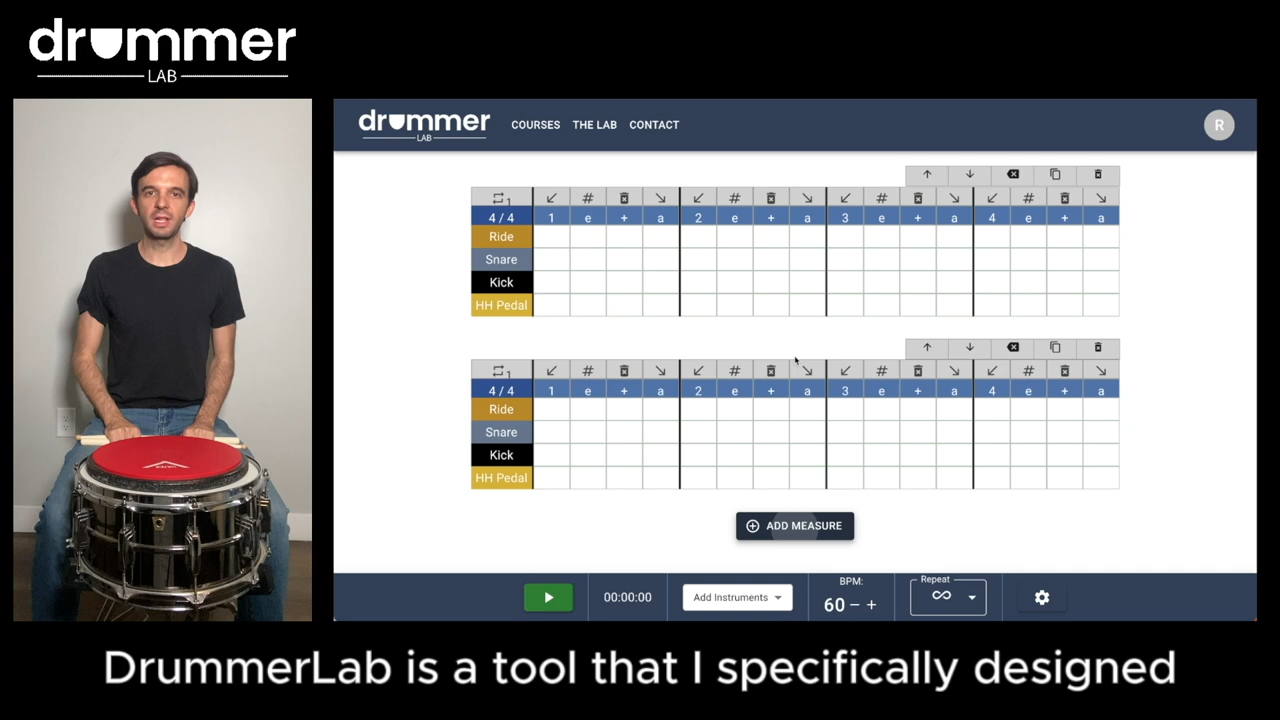 drummer
LAB
drummer
LAB
COURSES THE LAB CONTACT
R
1 # # # #
4 / 4 1 e + a 2 e + a 3 e + a 4 e + a
Ride
Snare
Kick
HH Pedal
1 # # # #
4 / 4 1 e + a 2 e + a 3 e + a 4 e + a
Ride
Snare
Kick
HH Pedal
ADD MEASURE
00:00:00 Add Instruments BPM: 60 − + Repeat ∞
DrummerLab is a tool that I specifically designed